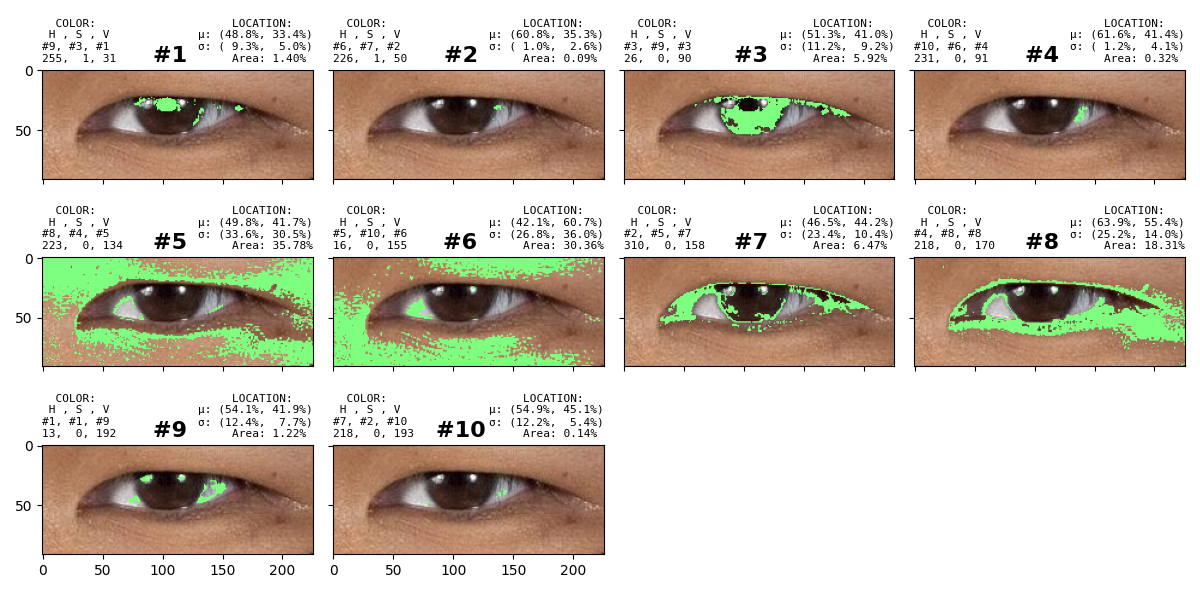 COLOR: LOCATION:
H , S , V μ: (48.8%, 33.4%)
#9, #3, #1 #1 σ: ( 9.3%,  5.0%)
255,  1, 31 Area: 1.40%
COLOR: LOCATION:
H , S , V μ: (60.8%, 35.3%)
#6, #7, #2 #2 σ: ( 1.0%,  2.6%)
226,  1, 50 Area: 0.09%
COLOR: LOCATION:
H , S , V μ: (51.3%, 41.0%)
#3, #9, #3 #3 σ: (11.2%,  9.2%)
26,  0, 90 Area: 5.92%
COLOR: LOCATION:
H , S , V μ: (61.6%, 41.4%)
#10, #6, #4 #4 σ: ( 1.2%,  4.1%)
231,  0, 91 Area: 0.32%
0
50
COLOR: LOCATION:
H , S , V μ: (49.8%, 41.7%)
#8, #4, #5 #5 σ: (33.6%, 30.5%)
223,  0, 134 Area: 35.78%
COLOR: LOCATION:
H , S , V μ: (42.1%, 60.7%)
#5, #10, #6 #6 σ: (26.8%, 36.0%)
16,  0, 155 Area: 30.36%
COLOR: LOCATION:
H , S , V μ: (46.5%, 44.2%)
#2, #5, #7 #7 σ: (23.4%, 10.4%)
310,  0, 158 Area: 6.47%
COLOR: LOCATION:
H , S , V μ: (63.9%, 55.4%)
#4, #8, #8 #8 σ: (25.2%, 14.0%)
218,  0, 170 Area: 18.31%
0
50
COLOR: LOCATION:
H , S , V μ: (54.1%, 41.9%)
#1, #1, #9 #9 σ: (12.4%,  7.7%)
13,  0, 192 Area: 1.22%
COLOR: LOCATION:
H , S , V μ: (54.9%, 45.1%)
#7, #2, #10 #10 σ: (12.2%,  5.4%)
218,  0, 193 Area: 0.14%
0
50
0 50 100 150 200
0 50 100 150 200